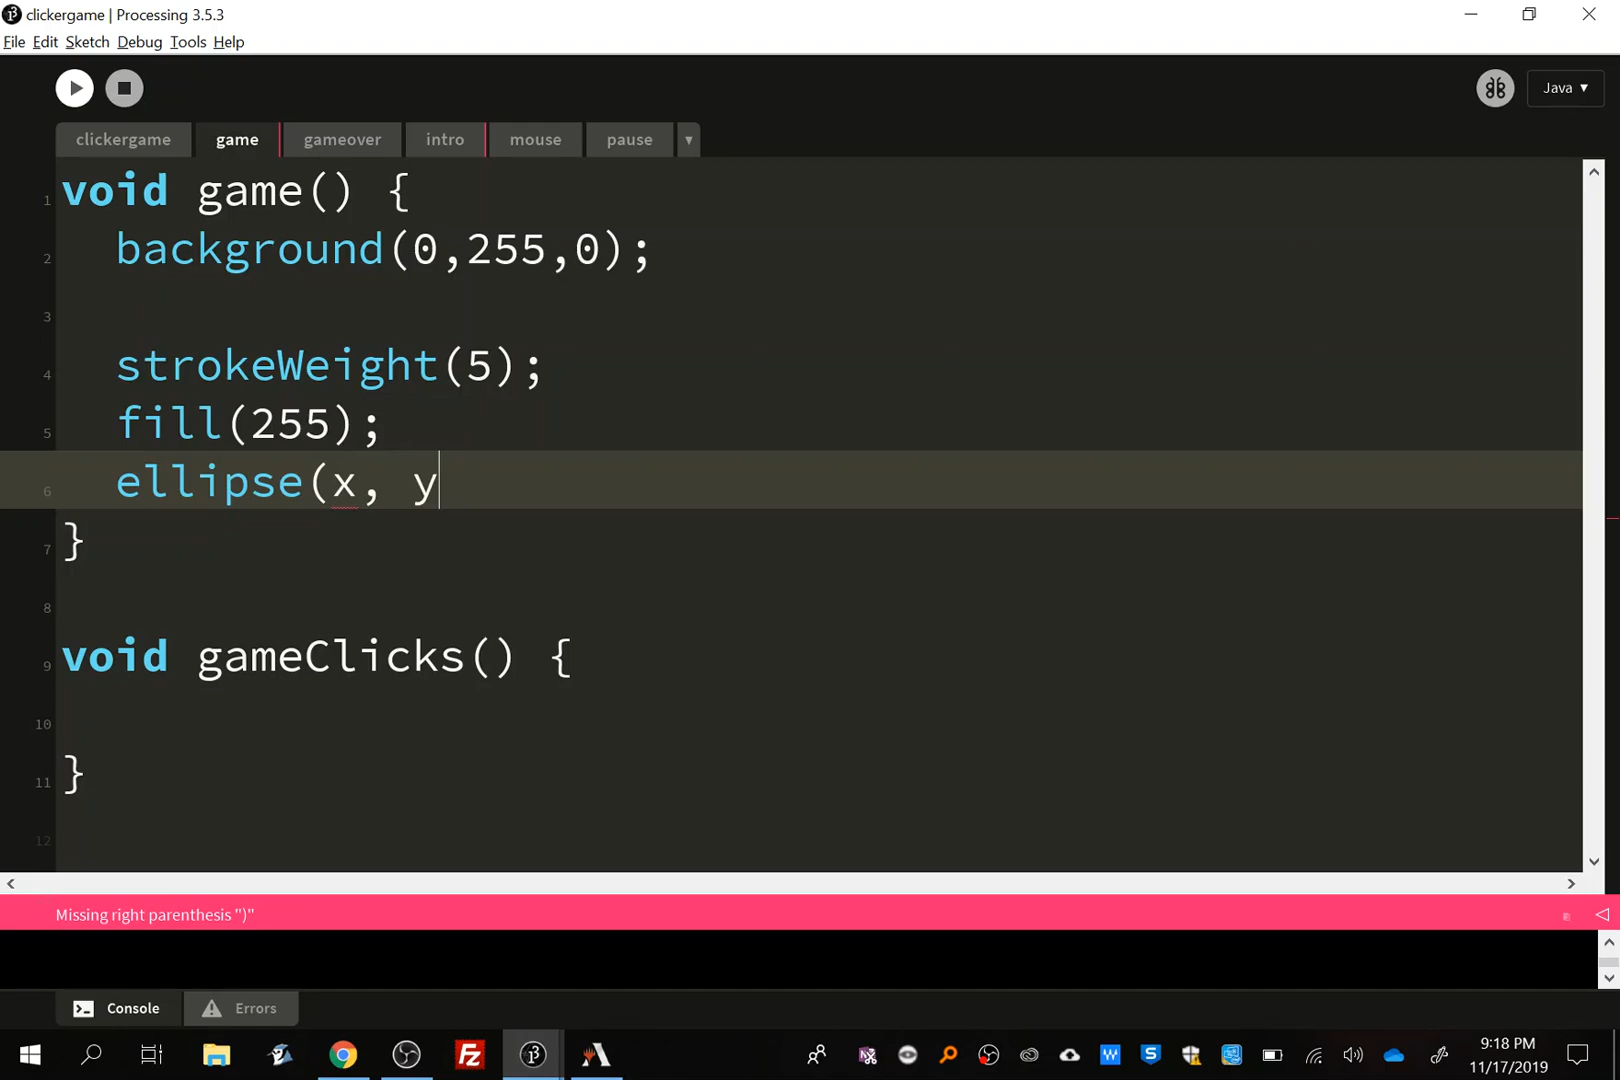 clickergame | Processing 3.5.3
File Edit Sketch Debug Tools Help
Java ▾
clickergame game gameover intro mouse pause ▾
1 void game() {
2 background(0,255,0);
3
4 strokeWeight(5);
5 fill(255);
6 ellipse(x, y
7 }
8
9 void gameClicks() {
10
11 }
12
Missing right parenthesis ")"
Console Errors
9:18 PM
11/17/2019